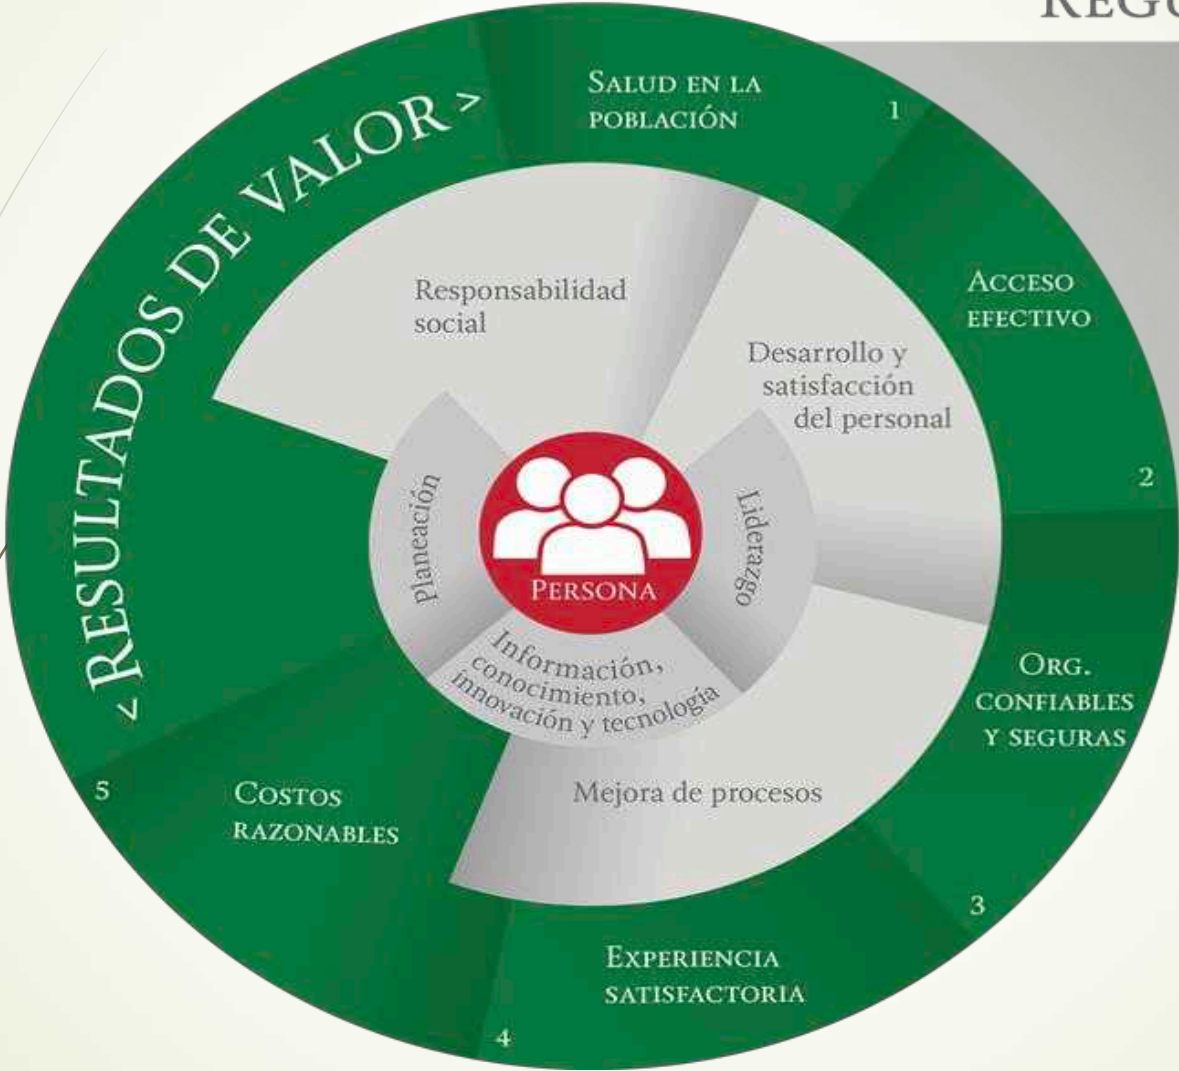 < RESULTADOS DE VALOR >
SALUD EN LA
POBLACIÓN
1
ACCESO
EFECTIVO
2
ORG.
CONFIABLES
Y SEGURAS
3
EXPERIENCIA
SATISFACTORIA
4
COSTOS
RAZONABLES
5
Responsabilidad
social
Desarrollo y
satisfacción
del personal
Mejora de procesos
Planeación
Liderazgo
Información,
conocimiento,
innovación y tecnología
PERSONA